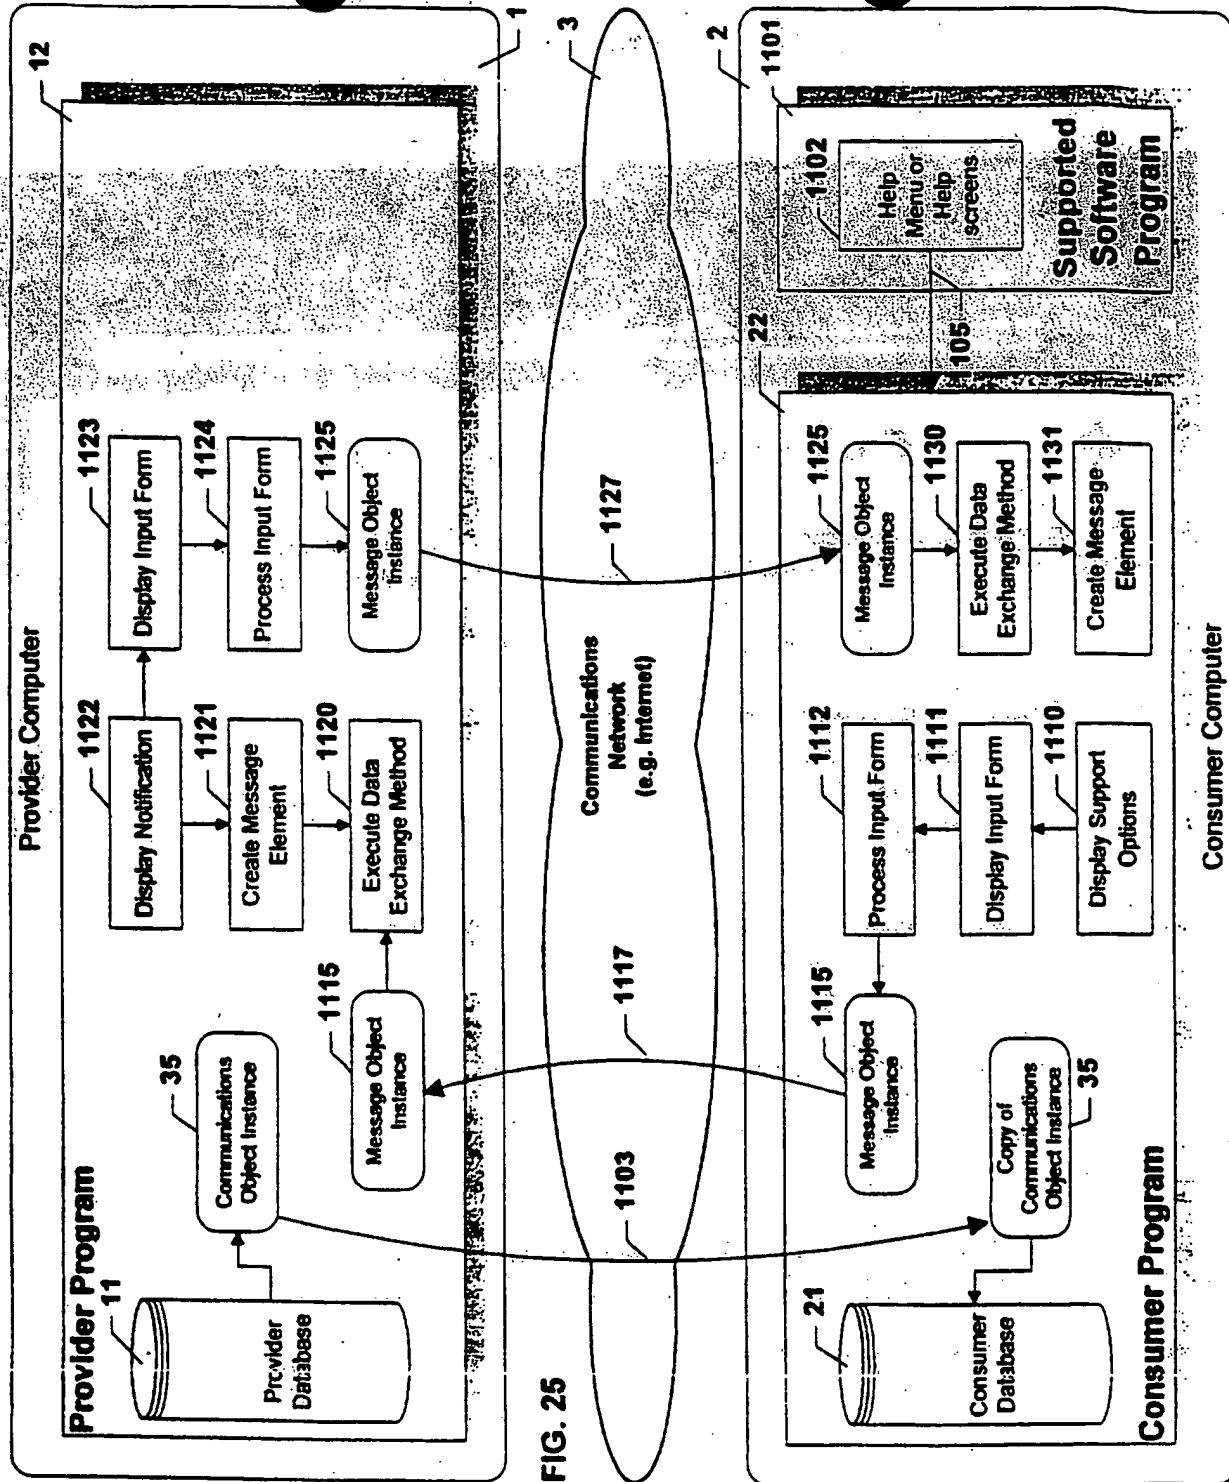 Provider Computer
1
12
Provider Program
11
Provider
Database
35
Communications
Object Instance
1115
Message Object
Instance
1122
Display Notification
1121
Create Message
Element
1120
Execute Data
Exchange Method
1123
Display Input Form
1124
Process Input Form
1125
Message Object
Instance
3
Communications
Network
(e.g. Internet)
1103
1117
1127
FIG. 25
2
22
1101
1102
Help
Menu or
Help
screens
Supported
Software
Program
105
1125
Message Object
Instance
1130
Execute Data
Exchange Method
1131
Create Message
Element
1112
Process Input Form
1111
Display Input Form
1110
Display Support
Options
1115
Message Object
Instance
Copy of
Communications
Object Instance
35
21
Consumer
Database
Consumer Program
Consumer Computer